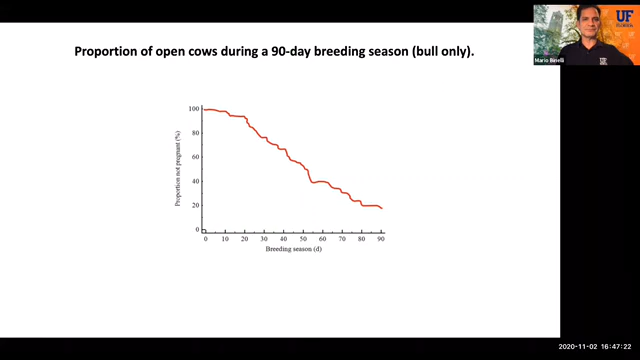 Proportion of open cows during a 90-day breeding season (bull only).
UF
Mario Binelli
UF
100
80
60
40
20
0
Proportion not pregnant (%)
0 10 20 30 40 50 60 70 80 90
Breeding season (d)
2020-11-02 16:47:22